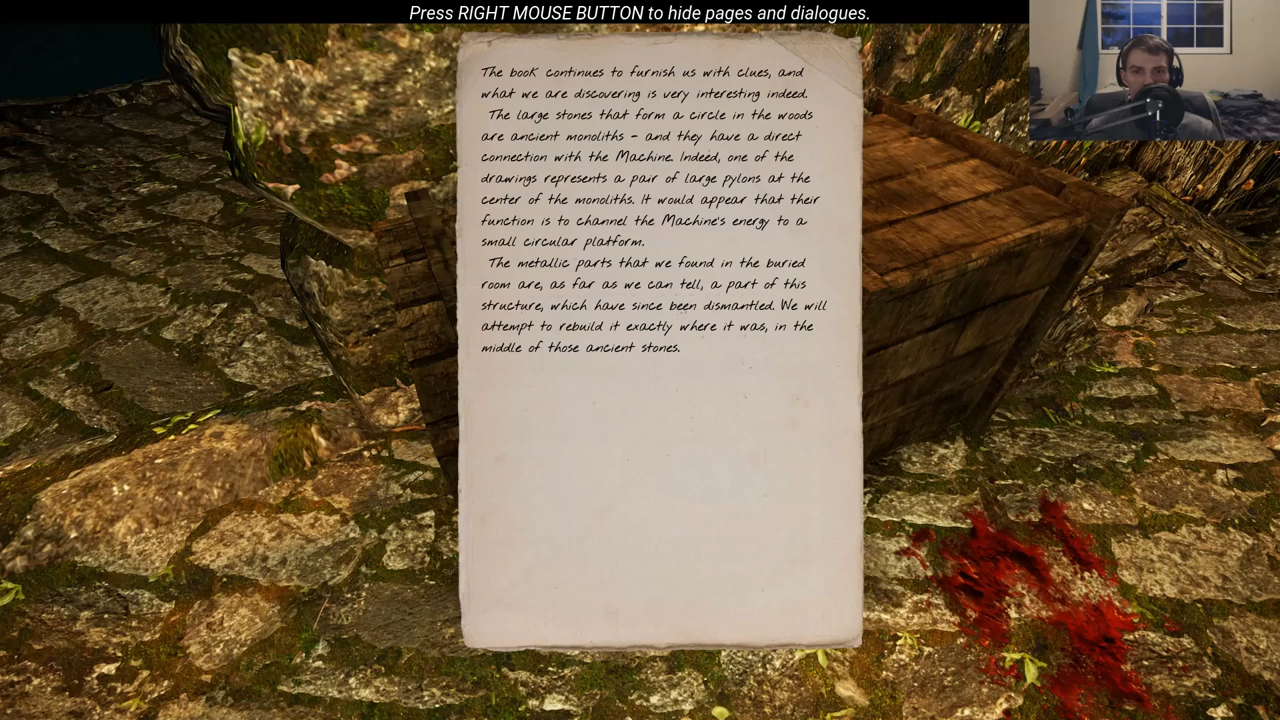 Press RIGHT MOUSE BUTTON to hide pages and dialogues.
The book continues to furnish us with clues, and
what we are discovering is very interesting indeed.
The large stones that form a circle in the woods
are ancient monoliths - and they have a direct
connection with the Machine. Indeed, one of the
drawings represents a pair of large pylons at the
center of the monoliths. It would appear that their
function is to channel the Machine's energy to a
small circular platform.
The metallic parts that we found in the buried
room are, as far as we can tell, a part of this
structure, which have since been dismantled. We will
attempt to rebuild it exactly where it was, in the
middle of those ancient stones.